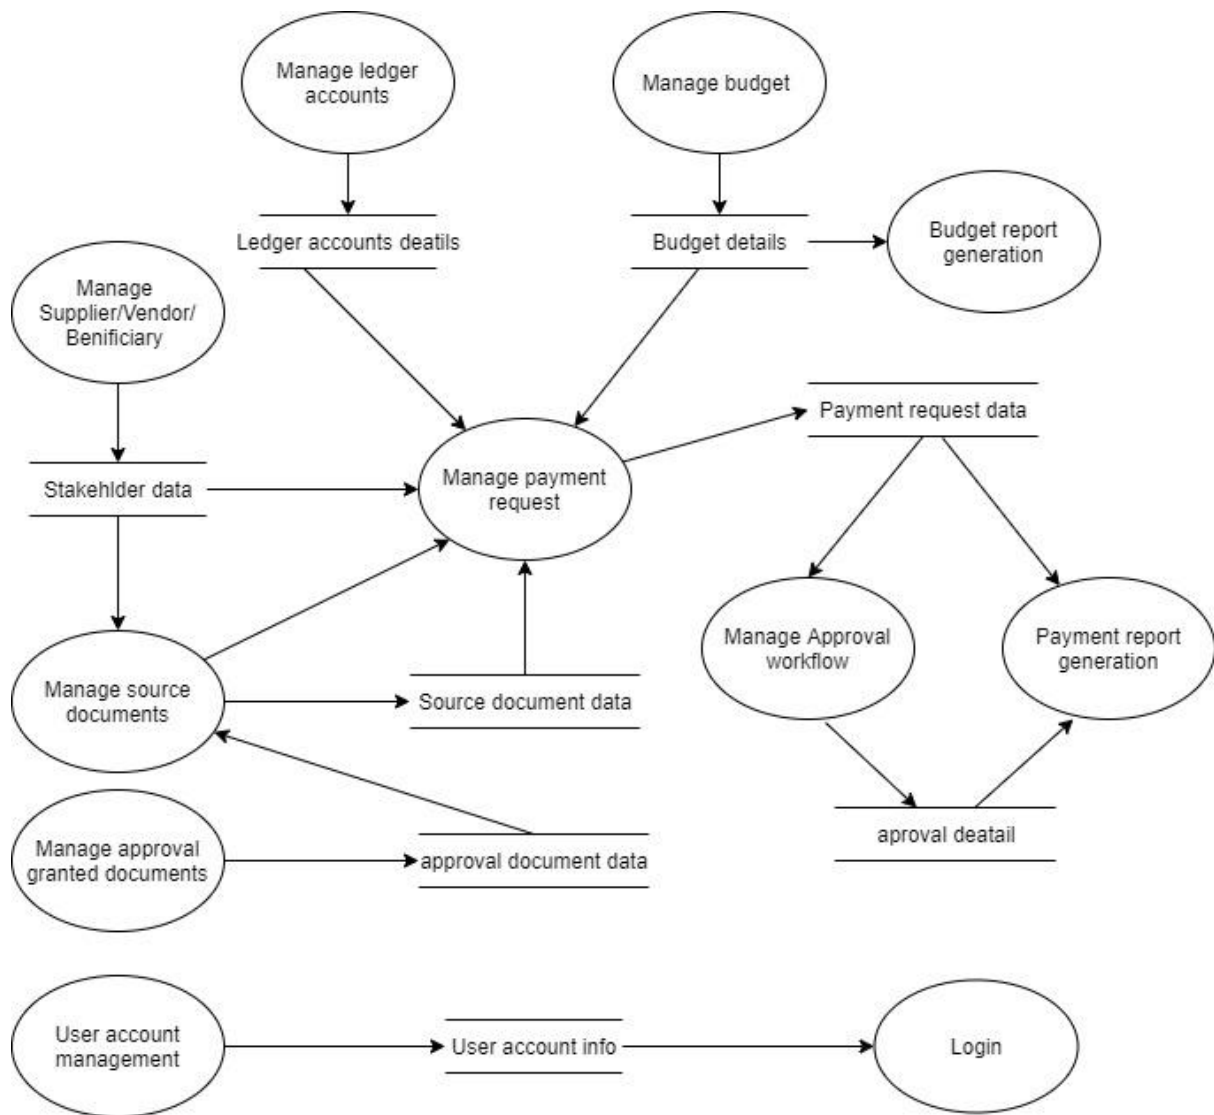 Manage ledger
accounts
Manage budget
Ledger accounts deatils
Budget details
Budget report
generation
Manage
Supplier/Vendor/
Benificiary
Payment request data
Stakehlder data
Manage payment
request
Manage Approval
workflow
Payment report
generation
Manage source
documents
Source document data
aproval deatail
Manage approval
granted documents
approval document data
User account
management
User account info
Login